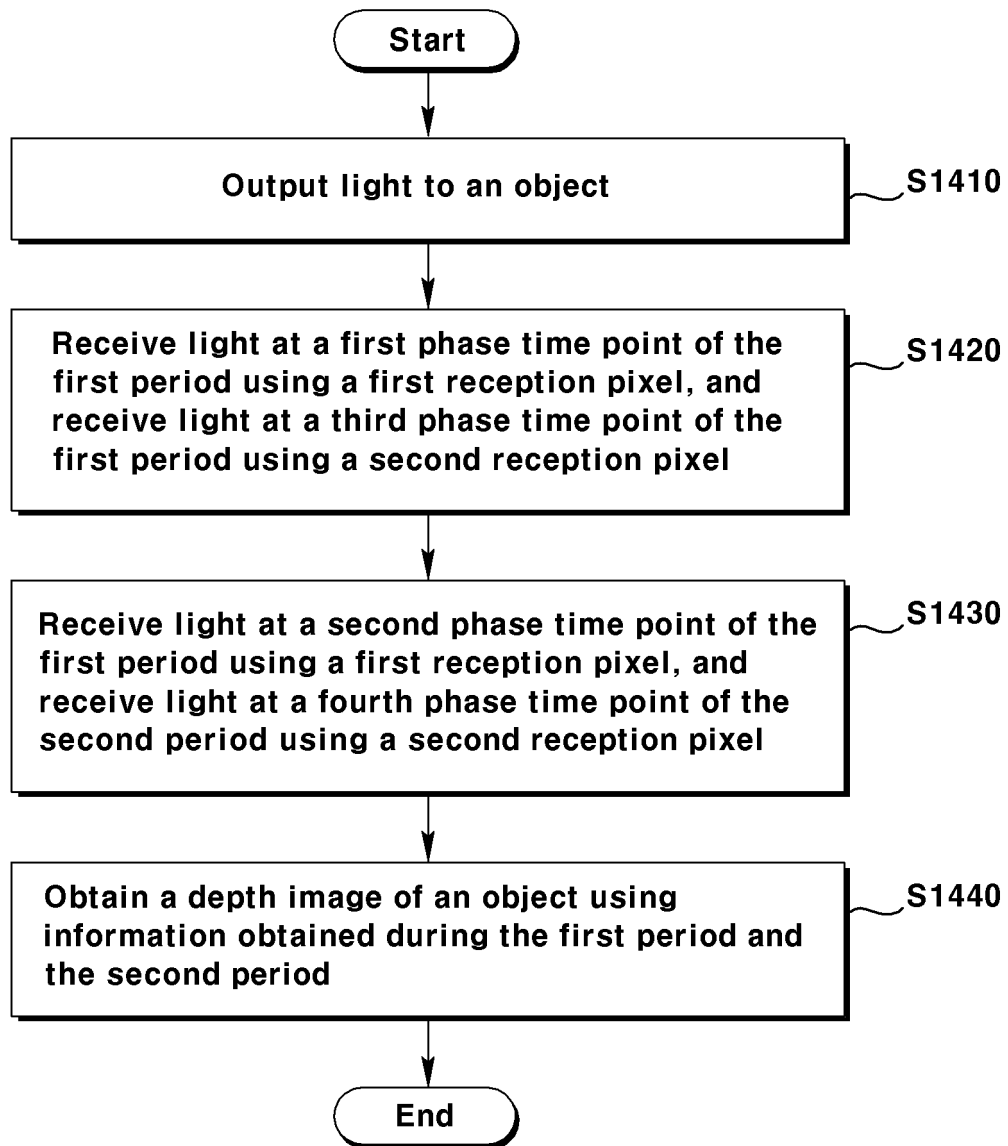 Start
Output light to an object
S1410
Receive light at a first phase time point of the
first period using a first reception pixel, and
receive light at a third phase time point of the
first period using a second reception pixel
S1420
Receive light at a second phase time point of the
first period using a first reception pixel, and
receive light at a fourth phase time point of the
second period using a second reception pixel
S1430
Obtain a depth image of an object using
information obtained during the first period and
the second period
S1440
End